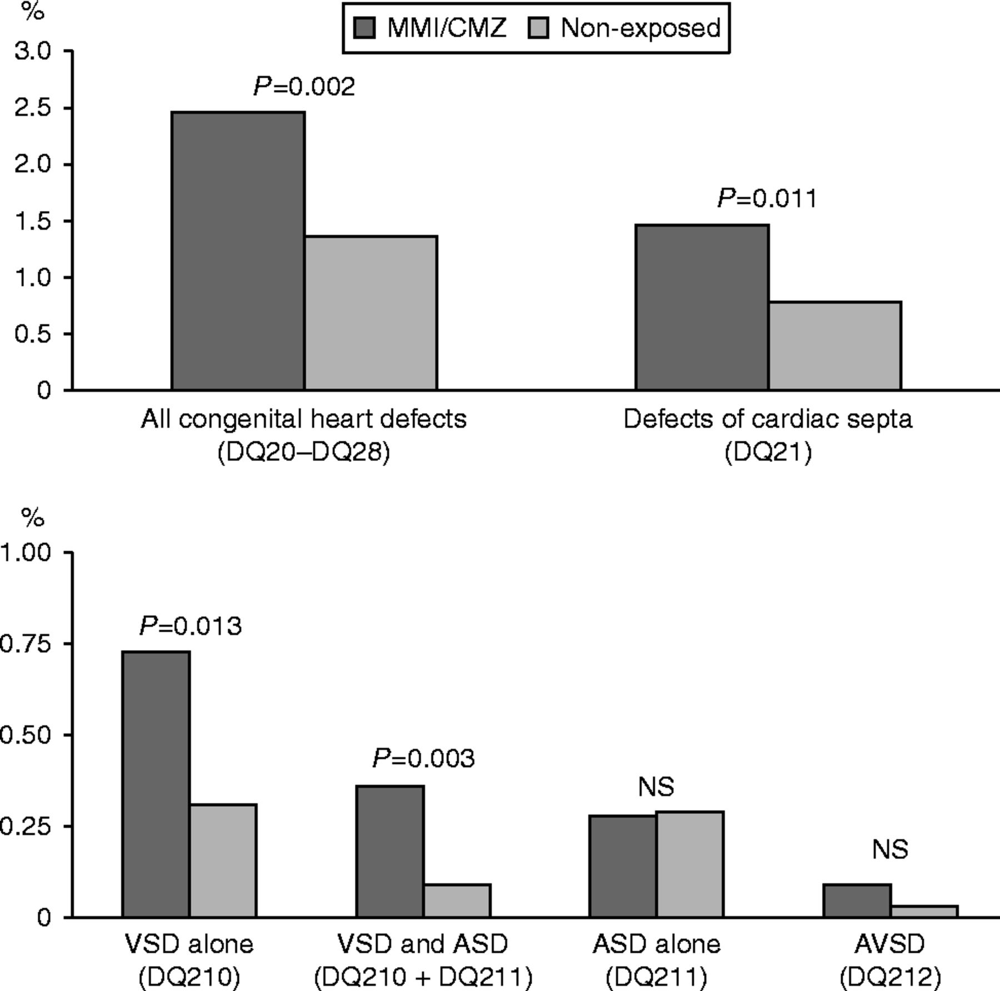 %
MMI/CMZ Non-exposed
3.0
P=0.002
2.5
2.0
P=0.011
1.5
1.0
0.5
0
All congenital heart defects Defects of cardiac septa
(DQ20–DQ28) (DQ21)
%
1.00
P=0.013
0.75
0.50
P=0.003
NS
0.25
NS
0
VSD alone VSD and ASD ASD alone AVSD
(DQ210) (DQ210 + DQ211) (DQ211) (DQ212)